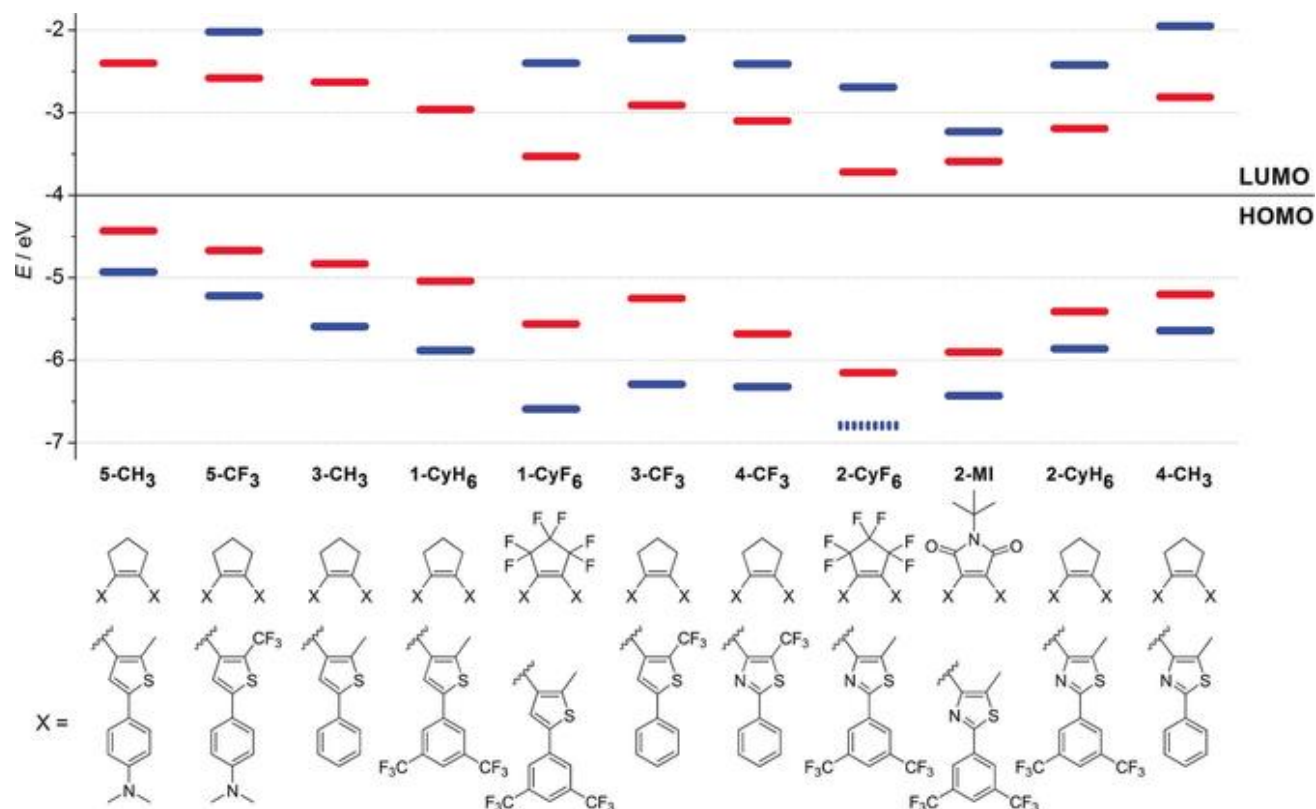 -2
-3
-4
-5
-6
-7
E / eV
LUMO
HOMO
5-CH₃ 5-CF₃ 3-CH₃ 1-CyH₆ 1-CyF₆ 3-CF₃ 4-CF₃ 2-CyF₆ 2-MI 2-CyH₆ 4-CH₃
F F F F F F
F F F F F F
N
O O
X X X X X X X X X X X X X X X X X X X X X X
X =
S
N
CF₃
S
N
S
S
F₃C CF₃
S
F₃C CF₃
CF₃
S
CF₃
N S
N S
F₃C CF₃
N S
F₃C CF₃
N S
F₃C CF₃
N S